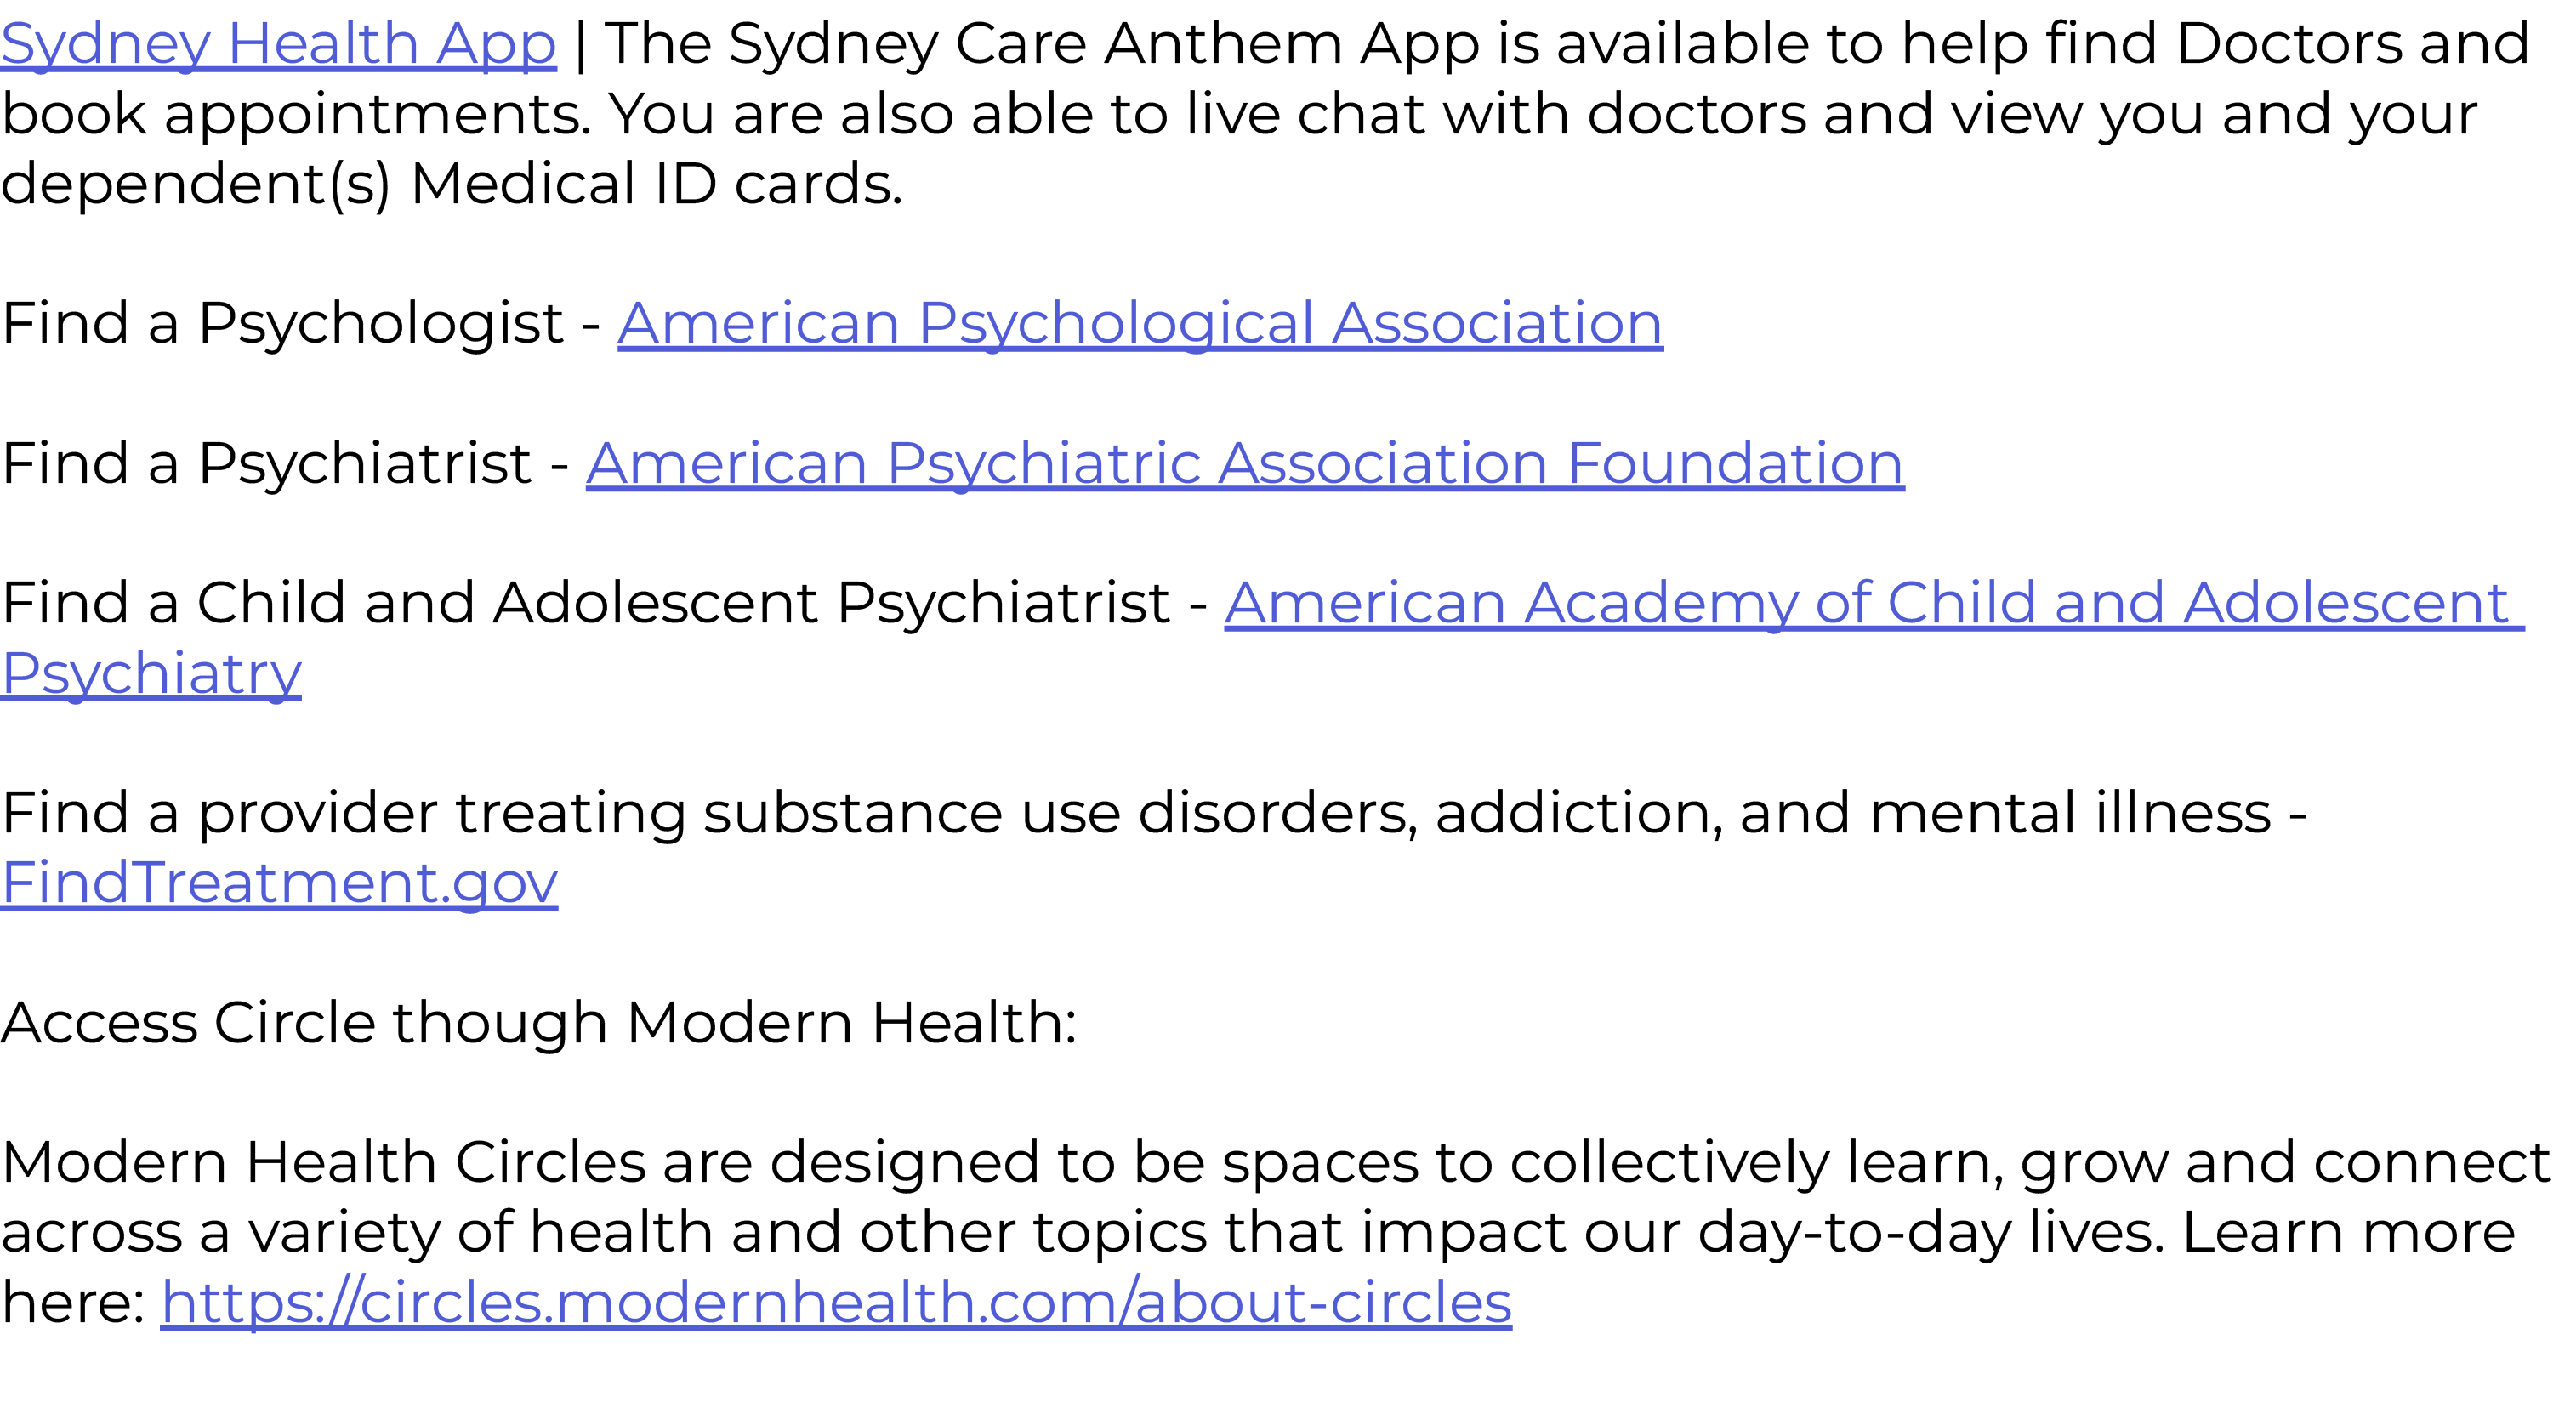 Sydney Health App | The Sydney Care Anthem App is available to help find Doctors and
book appointments. You are also able to live chat with doctors and view you and your
dependent(s) Medical ID cards.
Find a Psychologist - American Psychological Association
Find a Psychiatrist - American Psychiatric Association Foundation
Find a Child and Adolescent Psychiatrist - American Academy of Child and Adolescent
Psychiatry
Find a provider treating substance use disorders, addiction, and mental illness -
FindTreatment.gov
Access Circle though Modern Health:
Modern Health Circles are designed to be spaces to collectively learn, grow and connect
across a variety of health and other topics that impact our day-to-day lives. Learn more
here: https://circles.modernhealth.com/about-circles